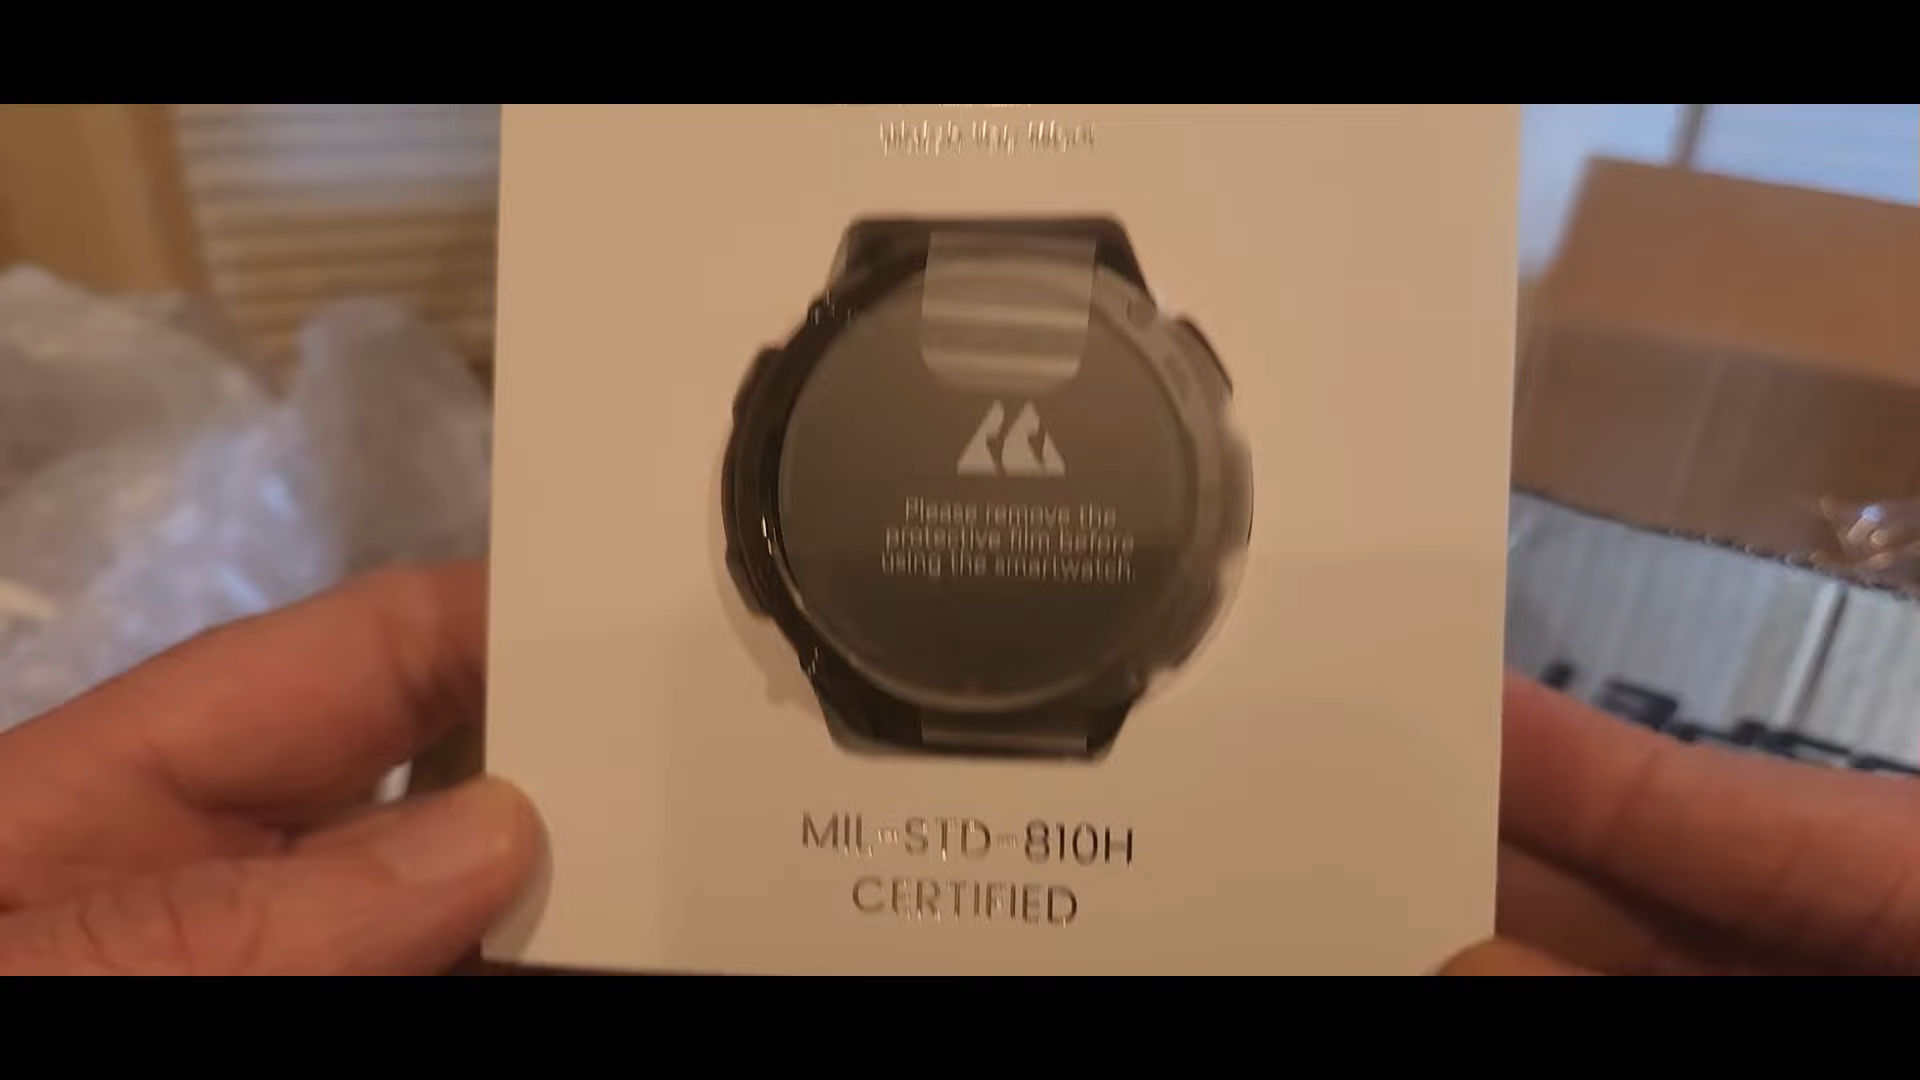 Please remove the
protective film before
using the smartwatch.
MIL-STD-810H
CERTIFIED